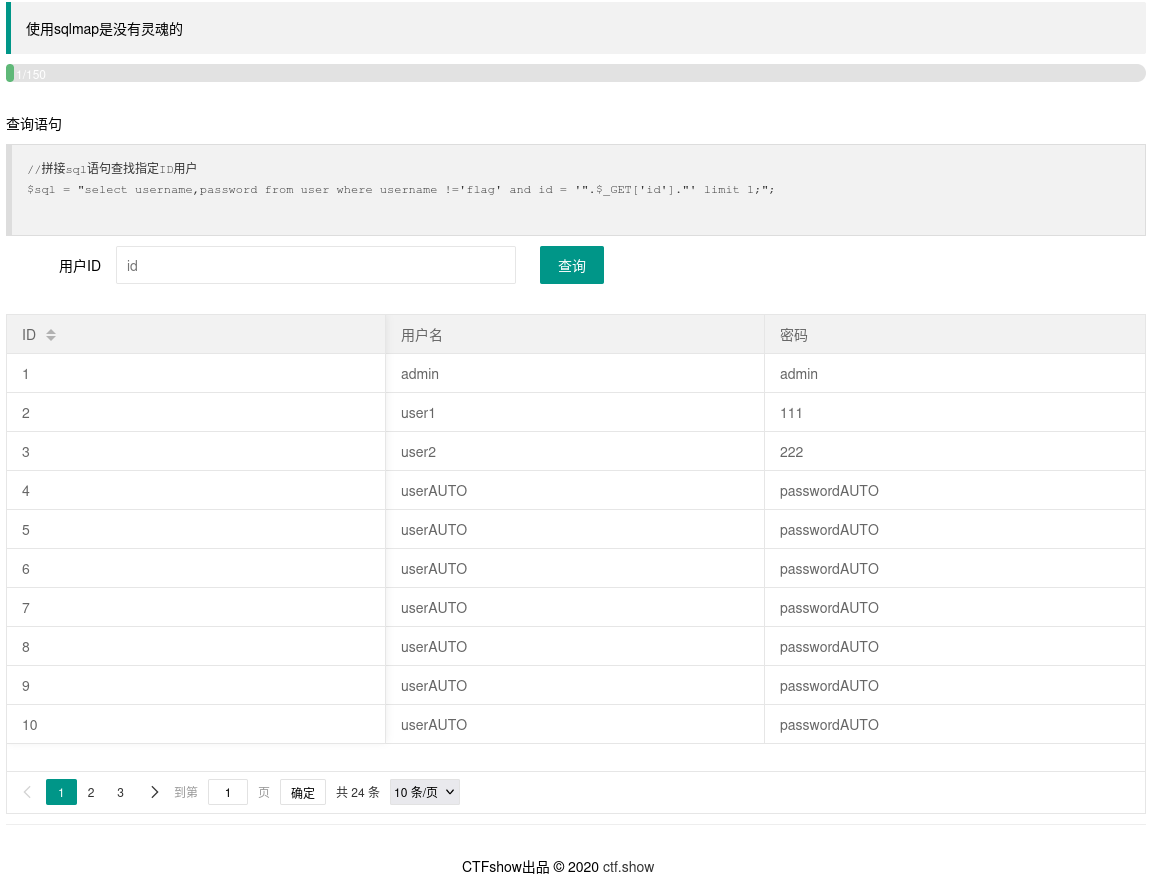 使用sqlmap是没有灵魂的
1/150
查询语句
//拼接sql语句查找指定ID用户
$sql = "select username,password from user where username !='flag' and id = '".$_GET['id']."' limit 1;";
用户ID id 查询
ID 用户名 密码
1 admin admin
2 user1 111
3 user2 222
4 userAUTO passwordAUTO
5 userAUTO passwordAUTO
6 userAUTO passwordAUTO
7 userAUTO passwordAUTO
8 userAUTO passwordAUTO
9 userAUTO passwordAUTO
10 userAUTO passwordAUTO
1 2 3 到第 1 页 确定 共 24 条 10 条/页
CTFshow出品 © 2020 ctf.show